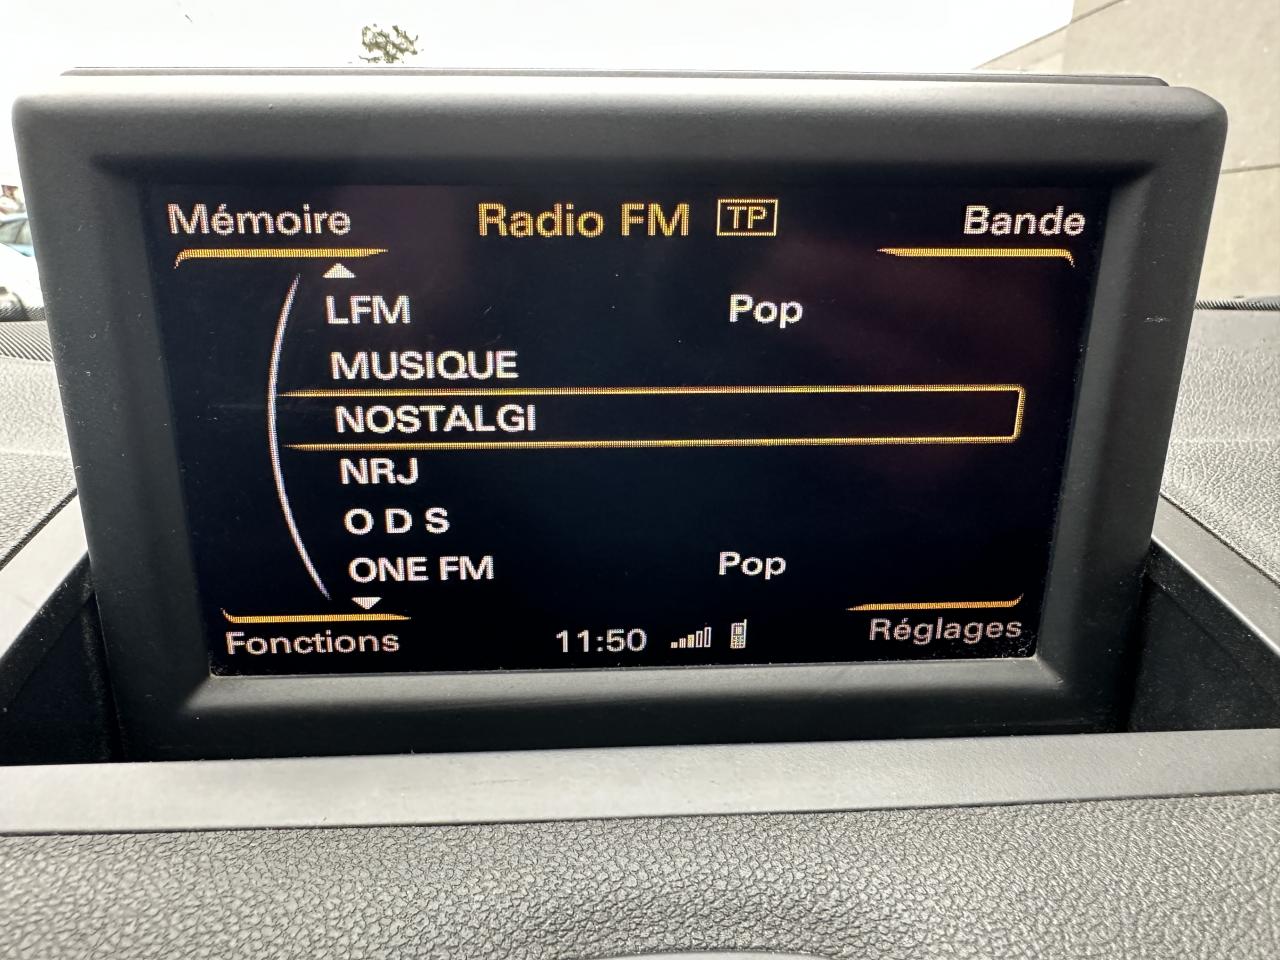 Mémoire Radio FM TP Bande
LFM Pop
MUSIQUE
NOSTALGI
NRJ
O D S
ONE FM Pop
Fonctions 11:50 Réglages